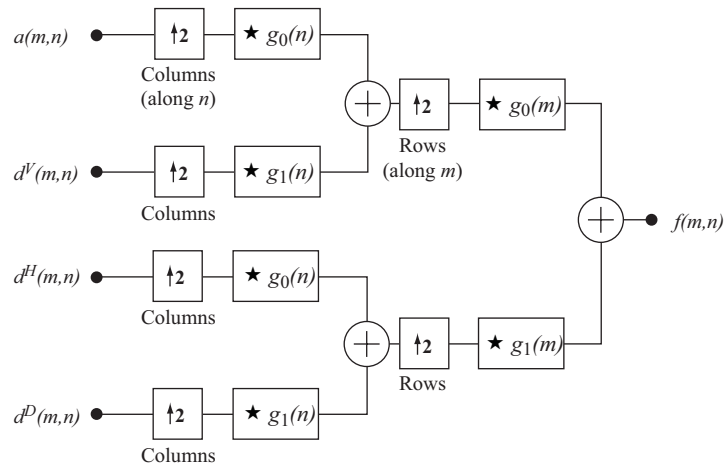 a(m,n)
↑2
★ g₀(n)
Columns
(along n)
↑2
★ g₀(m)
Rows
(along m)
dⱽ(m,n)
↑2
★ g₁(n)
Columns
f(m,n)
dᴴ(m,n)
↑2
★ g₀(n)
Columns
↑2
★ g₁(m)
Rows
dᴰ(m,n)
↑2
★ g₁(n)
Columns